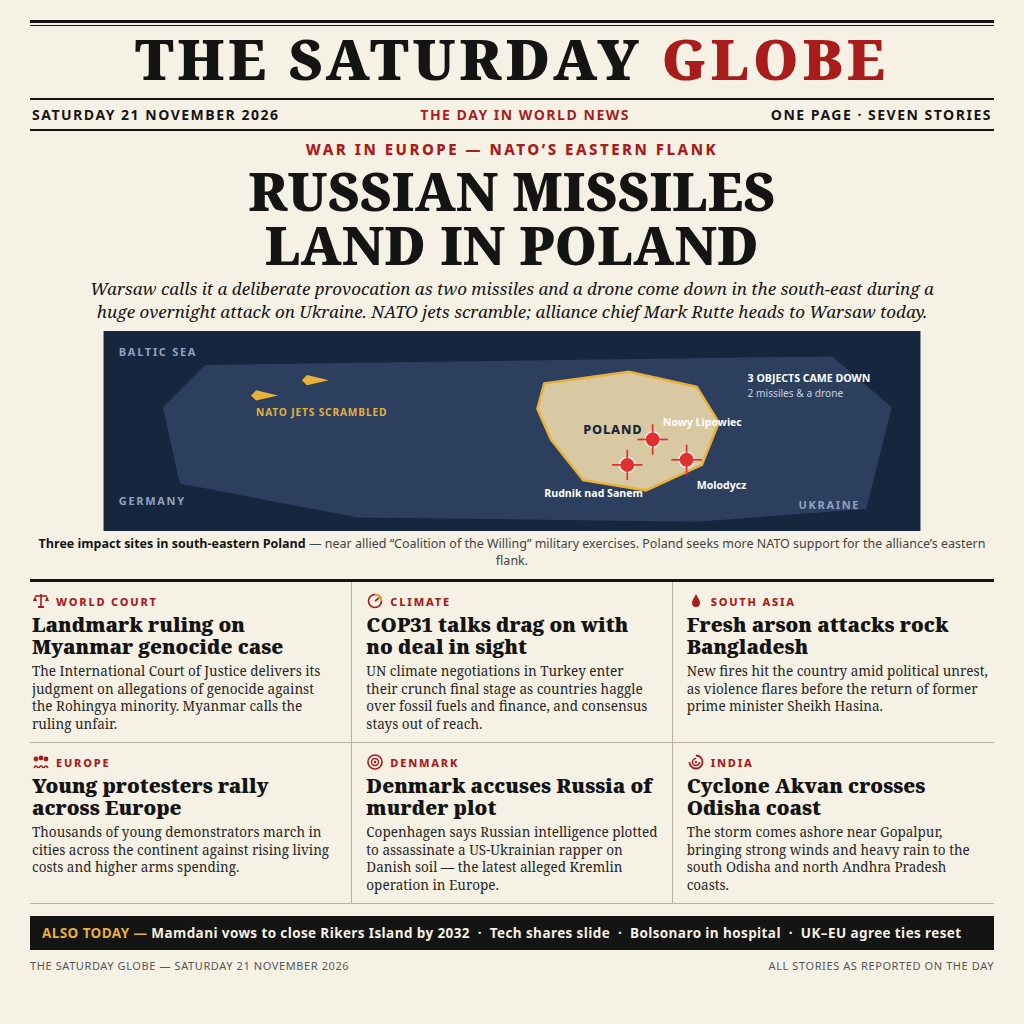 THE SATURDAY GLOBE
SATURDAY 21 NOVEMBER 2026
THE DAY IN WORLD NEWS
ONE PAGE · SEVEN STORIES
WAR IN EUROPE — NATO’S EASTERN FLANK
RUSSIAN MISSILES
LAND IN POLAND
Warsaw calls it a deliberate provocation as two missiles and a drone come down in the south-east during a
huge overnight attack on Ukraine. NATO jets scramble; alliance chief Mark Rutte heads to Warsaw today.
BALTIC SEA
NATO JETS SCRAMBLED
GERMANY
3 OBJECTS CAME DOWN
2 missiles & a drone
POLAND
Nowy Lipowiec
Molodycz
Rudnik nad Sanem
UKRAINE
Three impact sites in south-eastern Poland — near allied “Coalition of the Willing” military exercises. Poland seeks more NATO support for the alliance’s eastern
flank.
WORLD COURT
Landmark ruling on
Myanmar genocide case
The International Court of Justice delivers its
judgment on allegations of genocide against
the Rohingya minority. Myanmar calls the
ruling unfair.
CLIMATE
COP31 talks drag on with
no deal in sight
UN climate negotiations in Turkey enter
their crunch final stage as countries haggle
over fossil fuels and finance, and consensus
stays out of reach.
SOUTH ASIA
Fresh arson attacks rock
Bangladesh
New fires hit the country amid political unrest,
as violence flares before the return of former
prime minister Sheikh Hasina.
EUROPE
Young protesters rally
across Europe
Thousands of young demonstrators march in
cities across the continent against rising living
costs and higher arms spending.
DENMARK
Denmark accuses Russia of
murder plot
Copenhagen says Russian intelligence plotted
to assassinate a US-Ukrainian rapper on
Danish soil — the latest alleged Kremlin
operation in Europe.
INDIA
Cyclone Akvan crosses
Odisha coast
The storm comes ashore near Gopalpur,
bringing strong winds and heavy rain to the
south Odisha and north Andhra Pradesh
coasts.
ALSO TODAY — Mamdani vows to close Rikers Island by 2032 · Tech shares slide · Bolsonaro in hospital · UK–EU agree ties reset
THE SATURDAY GLOBE — SATURDAY 21 NOVEMBER 2026
ALL STORIES AS REPORTED ON THE DAY